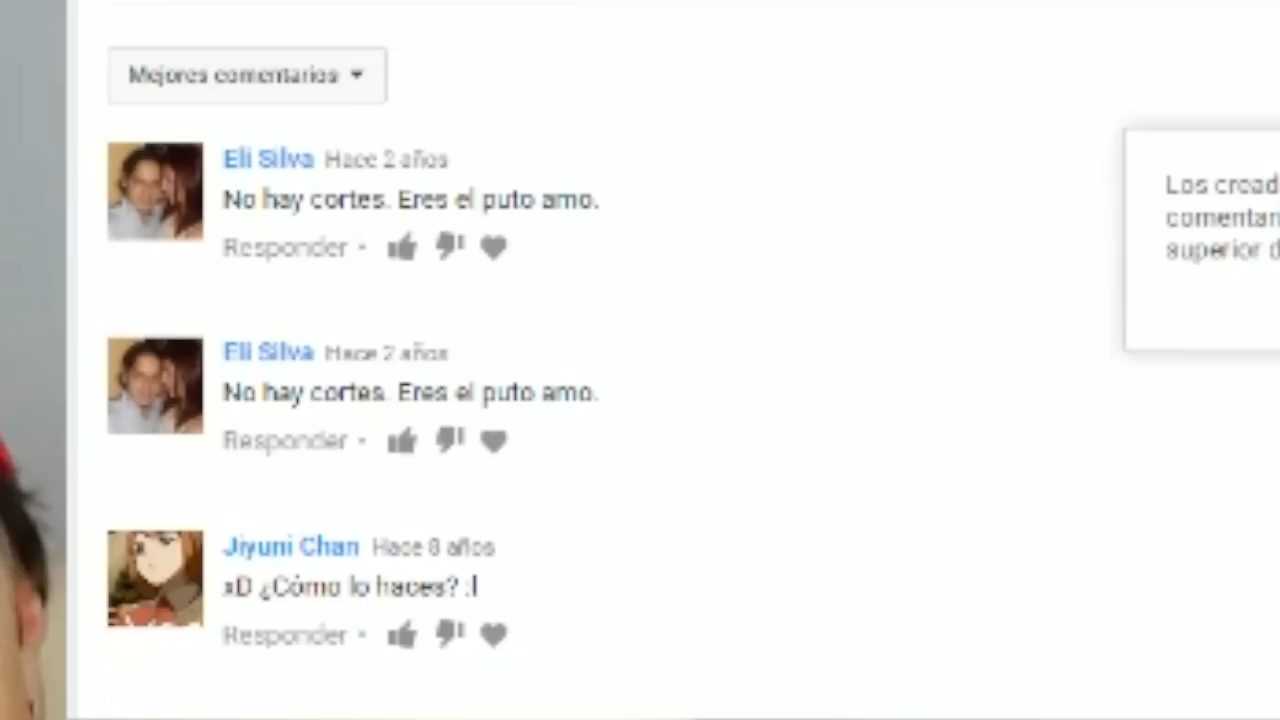 Mejores comentarios
Eli Silva Hace 2 años
No hay cortes. Eres el puto amo.
Responder •
Eli Silva Hace 2 años
No hay cortes. Eres el puto amo.
Responder •
Jiyuni Chan Hace 8 años
xD ¿Cómo lo haces? :l
Responder •
Los cread
comentar
superior d